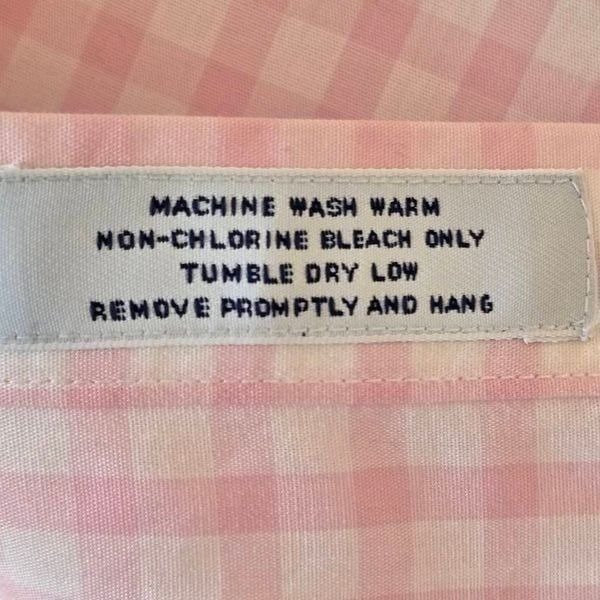 MACHINE WASH WARM
NON-CHLORINE BLEACH ONLY
TUMBLE DRY LOW
REMOVE PROMPTLY AND HANG